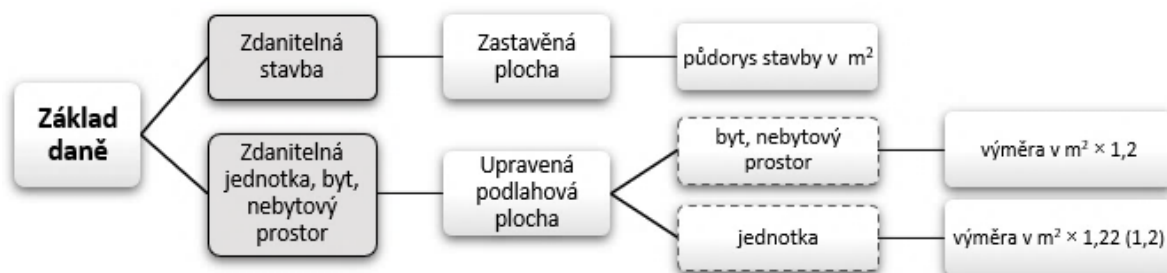 Základ
daně
Zdanitelná
stavba
Zastavěná
plocha
půdorys stavby v m²
Zdanitelná
jednotka, byt,
nebytový
prostor
Upravená
podlahová
plocha
byt, nebytový
prostor
výměra v m² × 1,2
jednotka
výměra v m² × 1,22 (1,2)